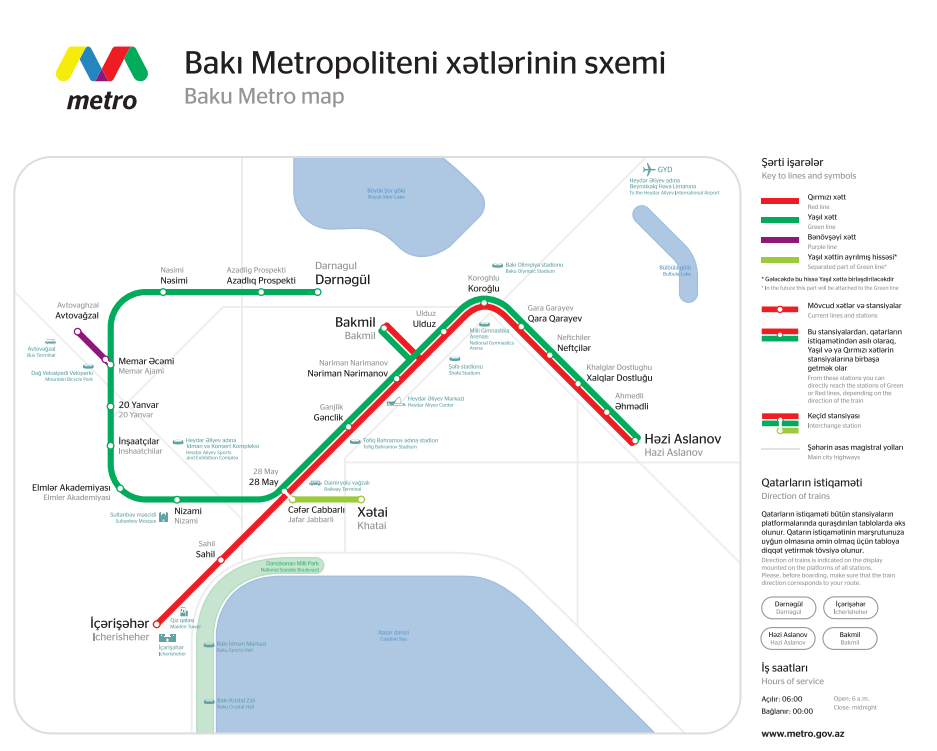 metro
Bakı Metropoliteni xətlərinin sxemi
Baku Metro map
Böyük Şor gölü
GYD
Heydər Əliyev adına
Beynəlxalq Hava Limanına
To the Heydar Aliyev International Airport
Bülbülə gölü
Bulbula Lake
Nasimi
Nəsimi
Azadlig Prospekti
Azadlıq Prospekti
Darnagul
Dərnəgül
Avtovaghzal
Avtovağzal
Avtovağzal
Bus Terminal
Dağ Velosipedi Veloparkı
Mountain Bicycle Park
Memar Əcəmi
Memar Ajami
20 Yanvar
20 Yanvar
İnşaatçılar
Inshaatchilar
Heydər Əliyev adına
İdman və Konsert Kompleksi
Heydar Aliyev Sports
and Exhibition Complex
Elmlər Akademiyası
Elmler Akademiyası
Nizami
Nizami
Sultanbəy məscidi
Sultanbey Mosque
28 May
28 May
Dəmiryolu vağzalı
Railway Terminal
Cəfər Cabbarlı
Jafar Jabbarli
Xətai
Khatai
Sahil
Sahil
İçərişəhər
Icherisheher
Qız qalası
Maiden Tower
İçərişəhər
Icherisheher
Dənizkənarı Milli Park
National Seaside Boulevard
Bakı İdman Mərkəzi
Baku Sports Hall
Bakı Kristal Zalı
Baku Crystal Hall
Xəzər dənizi
Caspian Sea
Bakmil
Bakmil
Nariman Narimanov
Nəriman Nərimanov
Ganjlik
Gənclik
Heydər Əliyev Mərkəzi
Heydar Aliyev Center
Tofiq Bəhramov adına stadion
Tofig Bahramov Stadium
Ulduz
Ulduz
Koroghlu
Koroğlu
Bakı Olimpiya stadionu
Baku Olympic Stadium
Milli Gimnastika
Arenası
National Gymnastics
Arena
Şəfa stadionu
Shafa Stadium
Gara Garayev
Qara Qarayev
Neftchiler
Neftçilər
Khalglar Dostlughu
Xalqlar Dostluğu
Ahmedli
Əhmədli
Həzi Aslanov
Hazi Aslanov
Şərti işarələr
Key to lines and symbols
Qırmızı xətt
Red line
Yaşıl xətt
Green line
Bənövşəyi xətt
Purple line
Yaşıl xəttin ayrılmış hissəsi*
Separated part of Green line*
* Gələcəkdə bu hissə Yaşıl xəttə birləşdiriləcəkdir
* In the future this part will be attached to the Green line
Mövcud xətlər və stansiyalar
Current lines and stations
Bu stansiyalardan, qatarların
istiqamətindən asılı olaraq,
Yaşıl və ya Qırmızı xətlərin
stansiyalarına birbaşa
getmək olar
From these stations you can
directly reach the stations of Green
or Red lines, depending on the
direction of the train
Keçid stansiyası
Interchange station
Şəhərin əsas magistral yolları
Main city highways
Qatarların istiqaməti
Direction of trains
Qatarların istiqaməti bütün stansiyaların
platformalarında quraşdırılan tablolarda əks
olunur. Qatarın istiqamətinin marşrutunuza
uyğun olmasına əmin olmaq üçün tabloya
diqqət yetirmək tövsiyə olunur.
Direction of trains is indicated on the display
mounted on the platforms of all stations.
Please, before boarding, make sure that the train
direction corresponds to your route.
Dərnəgül
Darnagul
İçərişəhər
Icherisheher
Həzi Aslanov
Hazi Aslanov
Bakmil
Bakmil
İş saatları
Hours of service
Açılır: 06:00
Open: 6 a.m.
Bağlanır: 00:00
Close: midnight
www.metro.gov.az